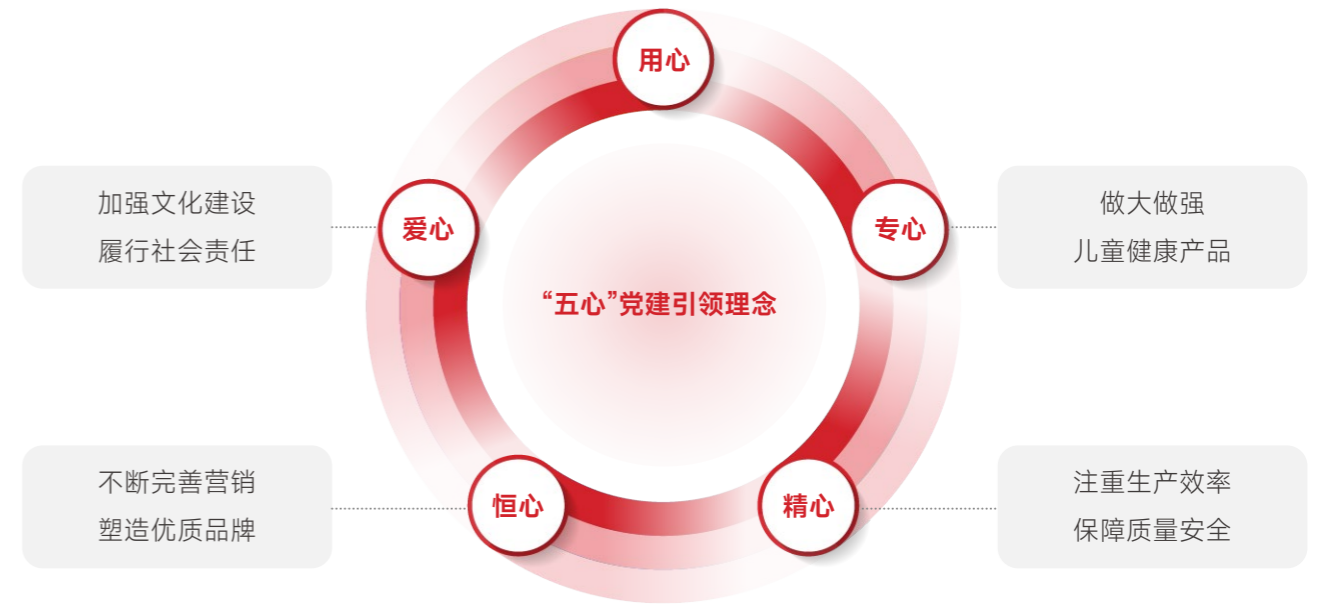 用心
爱心
专心
加强文化建设
履行社会责任
做大做强
儿童健康产品
“五心”党建引领理念
恒心
精心
不断完善营销
塑造优质品牌
注重生产效率
保障质量安全